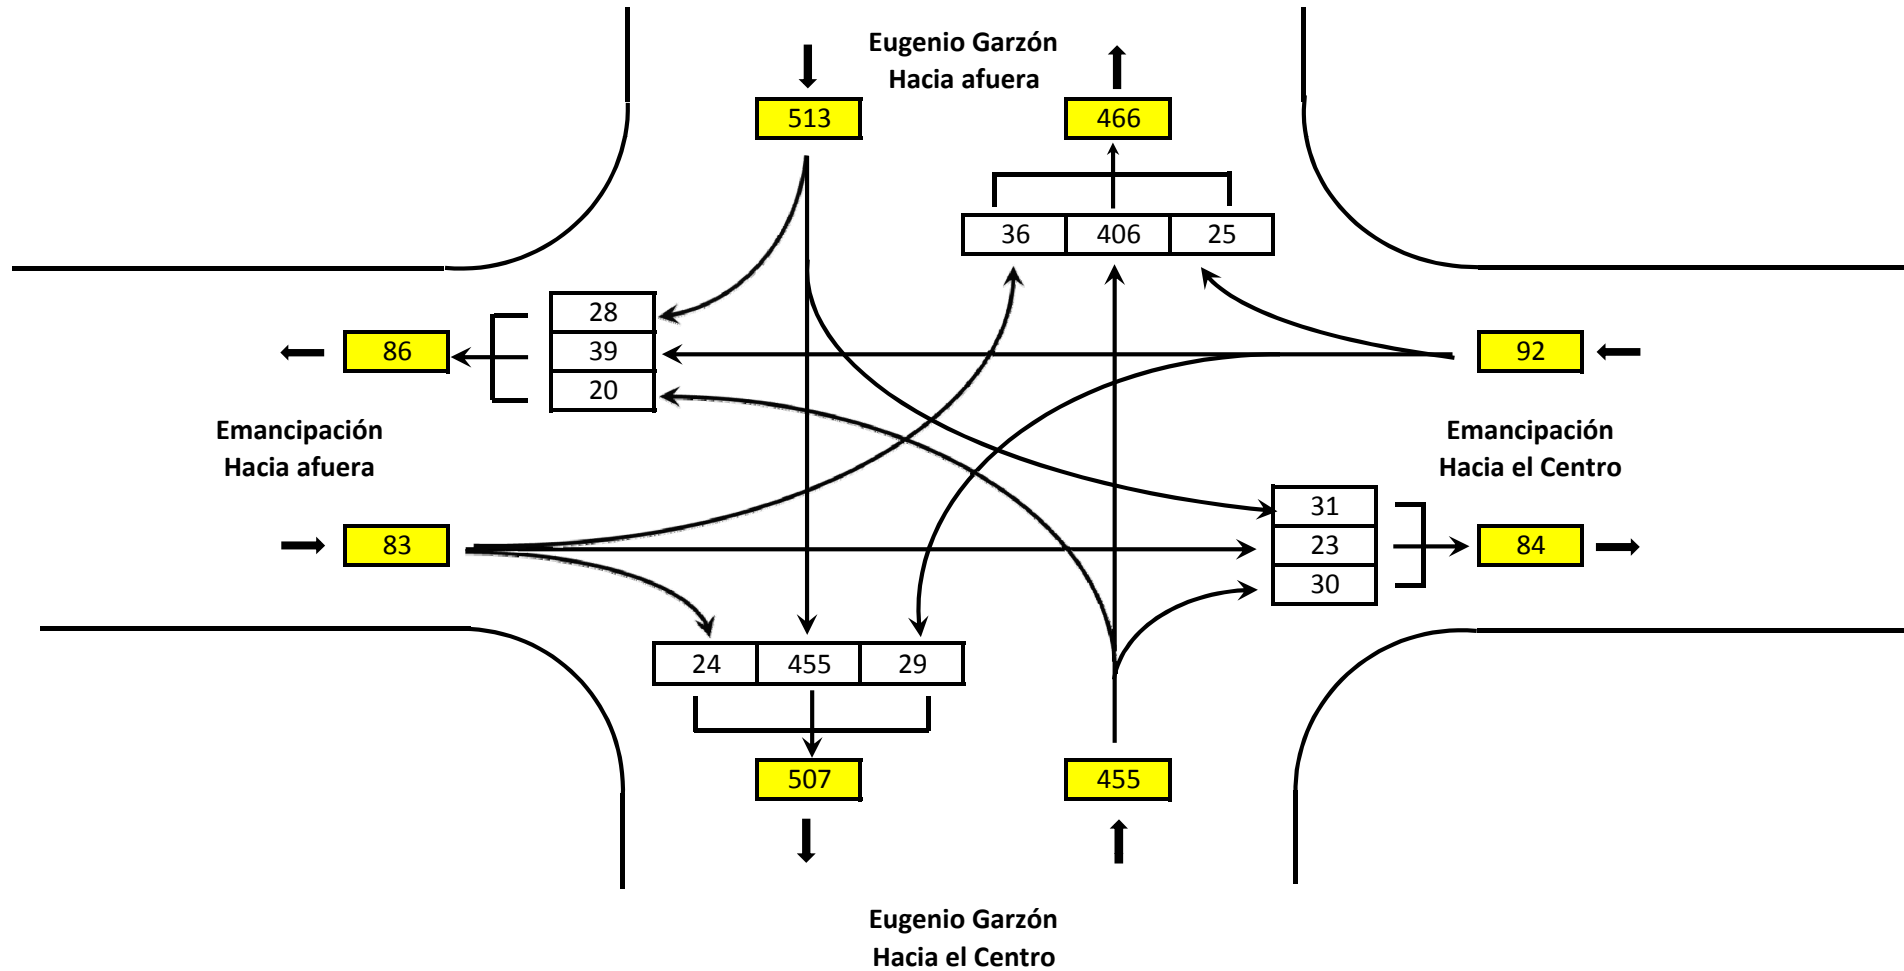 Eugenio Garzón
Hacia afuera
513
466
36 406 25
28
39
20
86
92
Emancipación
Hacia afuera
Emancipación
Hacia el Centro
83
31
23
30
84
24 455 29
507
455
Eugenio Garzón
Hacia el Centro